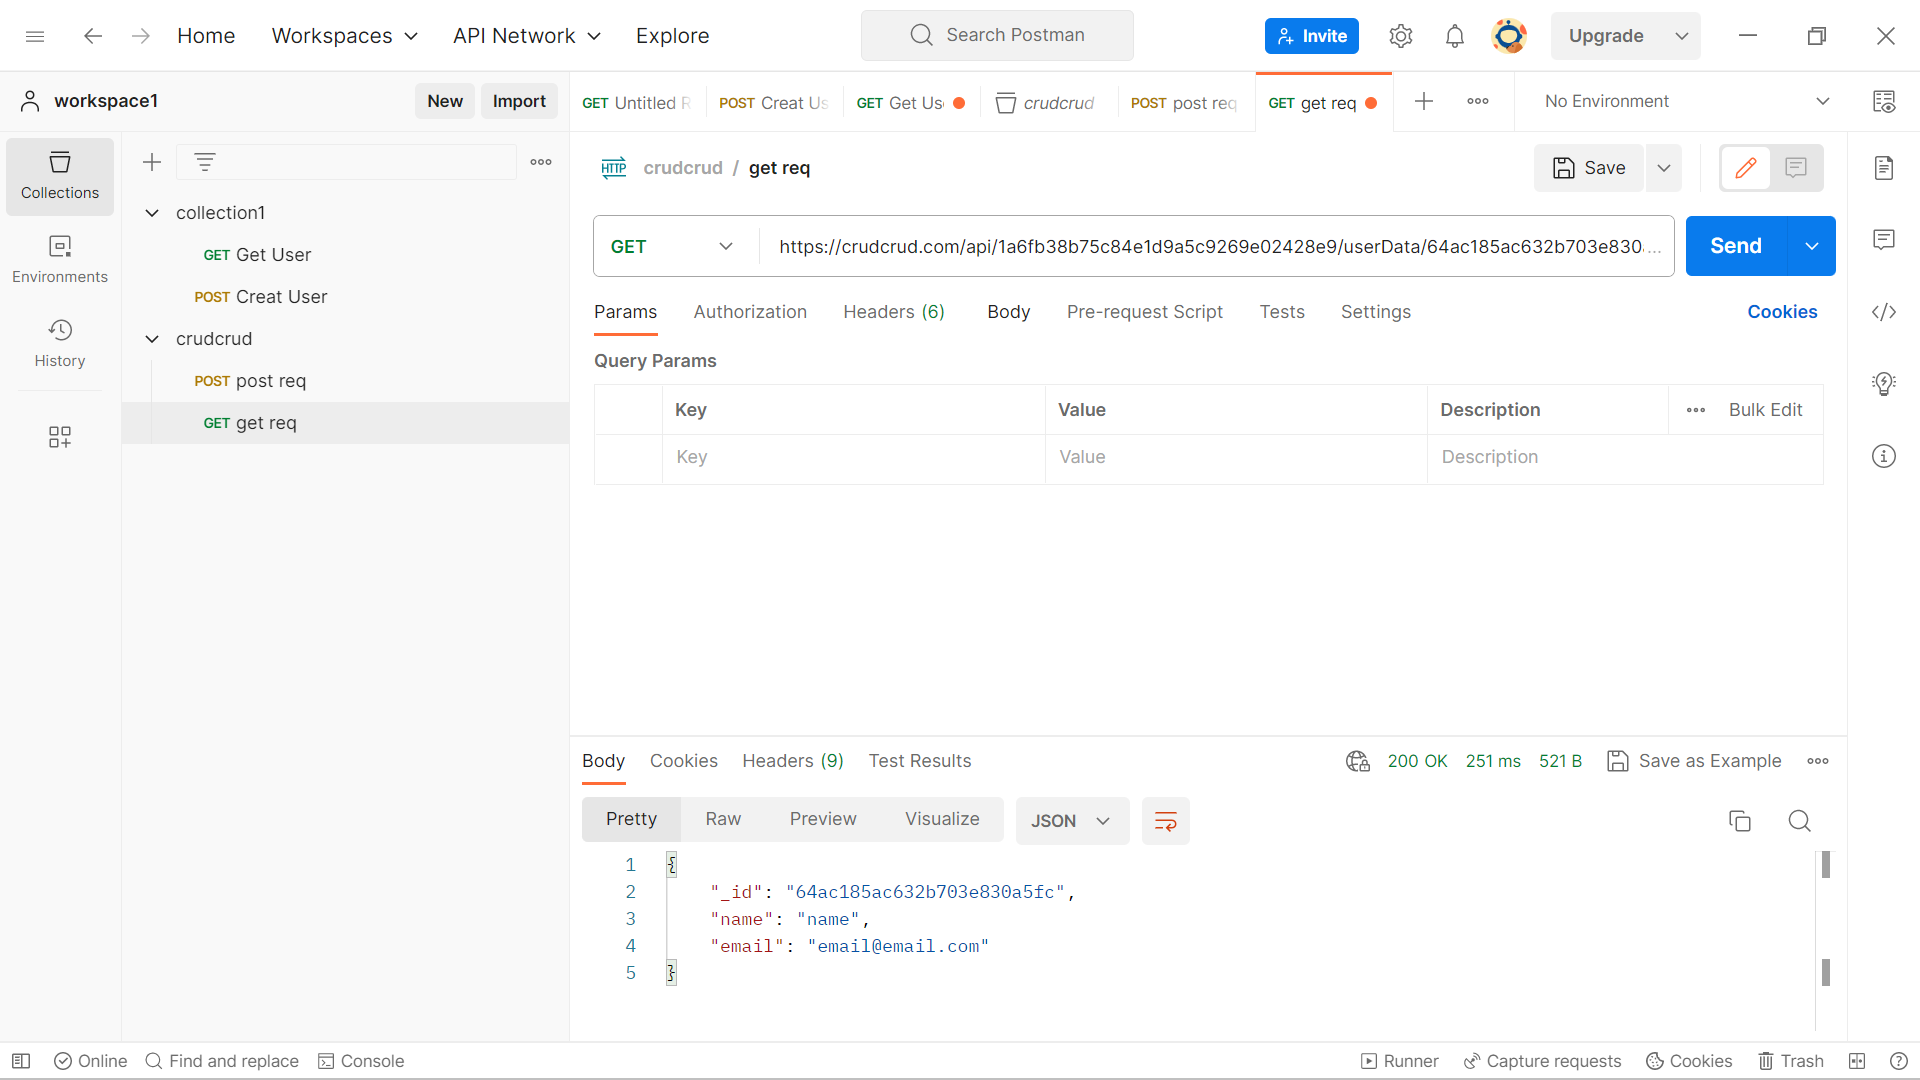 Home Workspaces API Network Explore Search Postman Invite Upgrade
workspace1 New Import
GET Untitled R POST Creat Us GET Get Us crudcrud POST post req GET get req No Environment
Collections
Environments
History
collection1
GET Get User
POST Creat User
crudcrud
POST post req
GET get req
HTTP crudcrud / get req Save
GET https://crudcrud.com/api/1a6fb38b75c84e1d9a5c9269e02428e9/userData/64ac185ac632b703e830... Send
Params Authorization Headers (6) Body Pre-request Script Tests Settings Cookies
Query Params
Key Value Description Bulk Edit
Key Value Description
Body Cookies Headers (9) Test Results 200 OK 251 ms 521 B Save as Example
Pretty Raw Preview Visualize JSON
1 {
2 "_id": "64ac185ac632b703e830a5fc",
3 "name": "name",
4 "email": "email@email.com"
5 }
Online Find and replace Console Runner Capture requests Cookies Trash